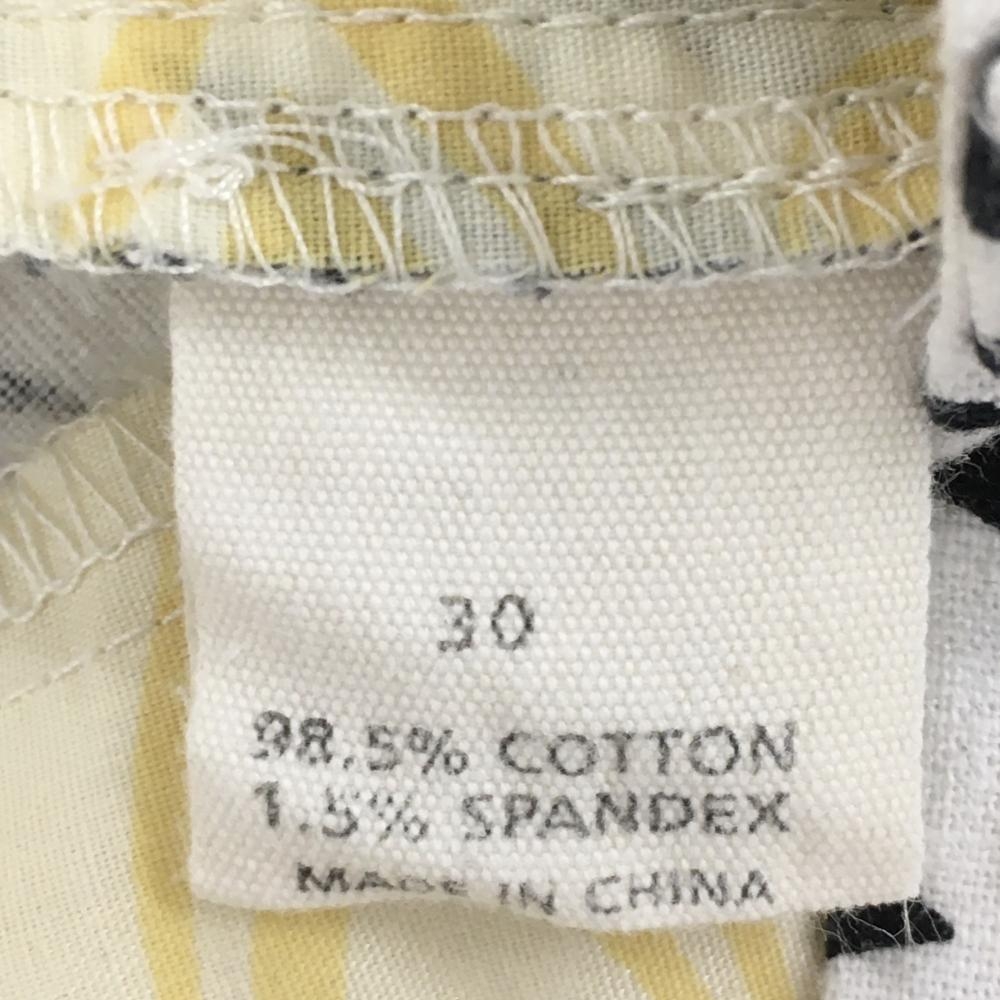 30
98.5% COTTON
1.5% SPANDEX
MADE IN CHINA